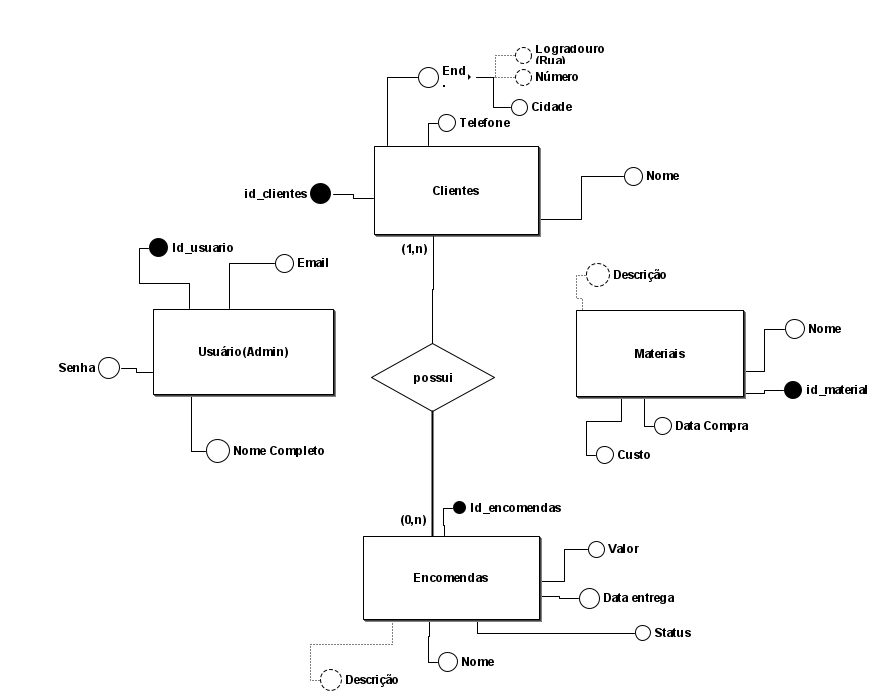 Logradouro
(Rua)
End
.
Número
Cidade
Telefone
id_clientes
Clientes
Nome
(1,n)
Id_usuario
Email
Descrição
Usuário(Admin)
Senha
Nome Completo
possui
Materiais
Nome
id_material
Data Compra
Custo
(0,n)
Id_encomendas
Encomendas
Valor
Data entrega
Status
Nome
Descrição